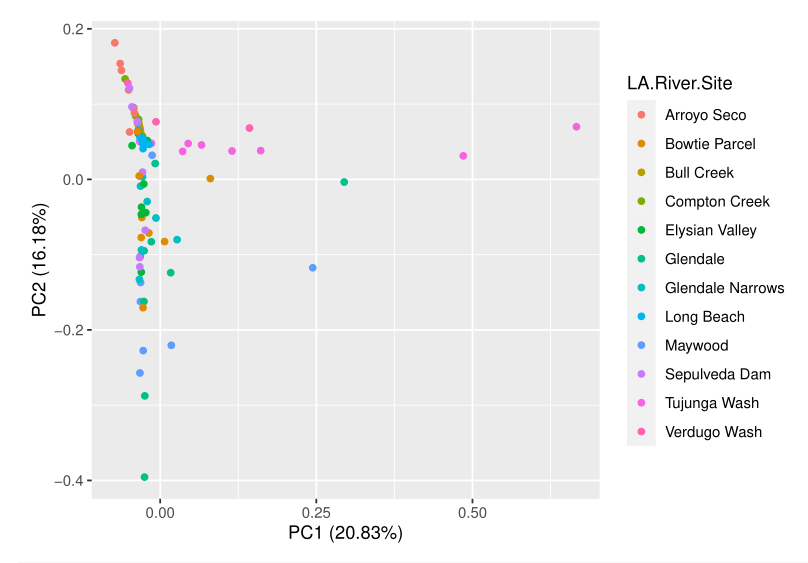 LA.River.Site
Arroyo Seco
Bowtie Parcel
Bull Creek
Compton Creek
Elysian Valley
Glendale
Glendale Narrows
Long Beach
Maywood
Sepulveda Dam
Tujunga Wash
Verdugo Wash
PC2 (16.18%)
0.2
0.0
−0.2
−0.4
0.00 0.25 0.50
PC1 (20.83%)